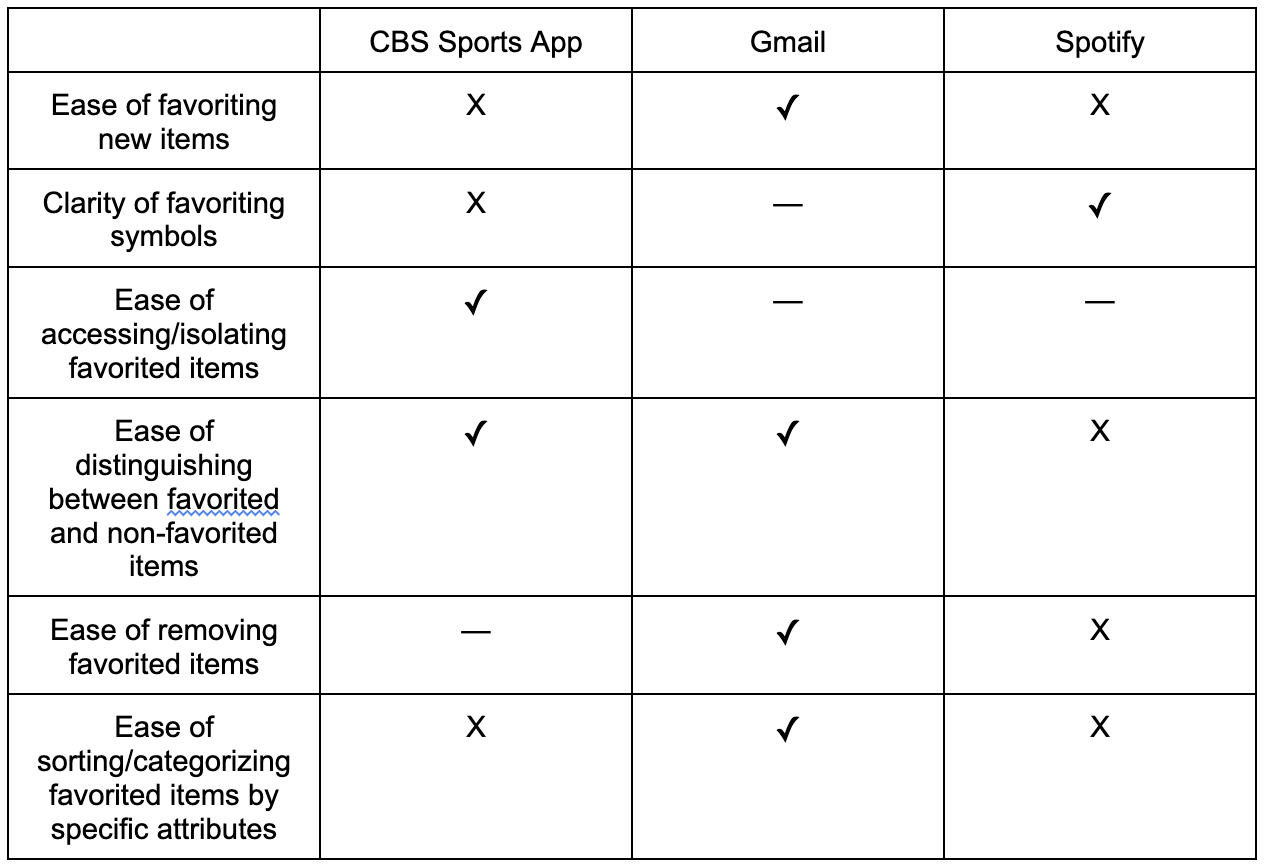 CBS Sports App Gmail Spotify
Ease of favoriting X ✓ X
new items
Clarity of favoriting X — ✓
symbols
Ease of ✓ — —
accessing/isolating
favorited items
Ease of ✓ ✓ X
distinguishing
between favorited
and non-favorited
items
Ease of removing — ✓ X
favorited items
Ease of X ✓ X
sorting/categorizing
favorited items by
specific attributes